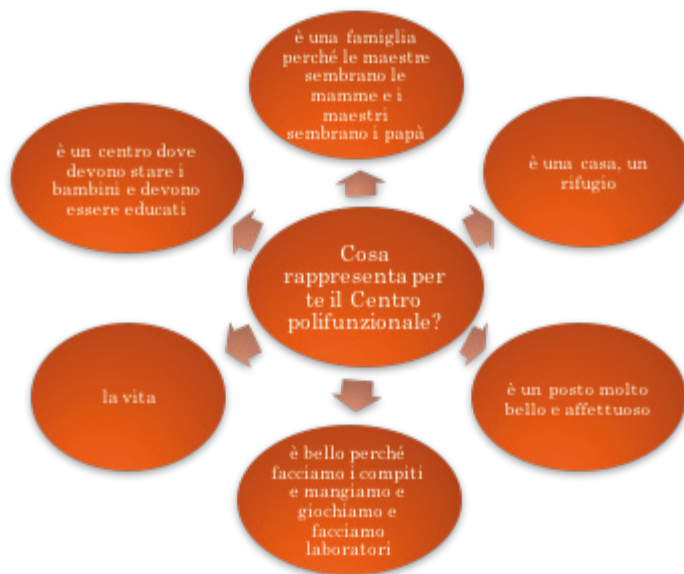 è una famiglia
perché le maestre
sembrano le
mamme e i
maestri
sembrano i papà
è un centro dove
devono stare i
bambini e devono
essere educati
è una casa, un
rifugio
Cosa
rappresenta per
te il Centro
polifunzionale?
la vita
è un posto molto
bello e affettuoso
è bello perché
facciamo i compiti
e mangiamo e
giochiamo e
facciamo
laboratori